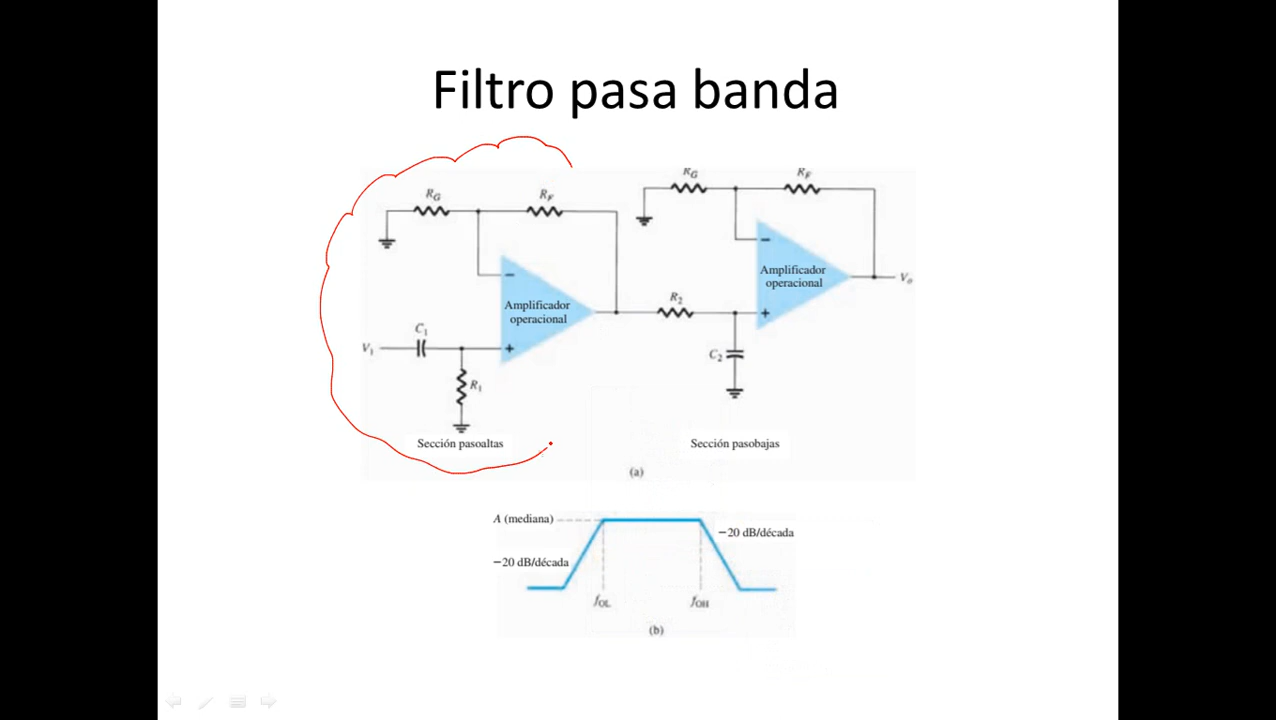 Filtro pasa banda
R_G
R_F
Amplificador
operacional
V_1
C_1
R_1
Sección pasoaltas
R_G
R_F
Amplificador
operacional
V_o
R_2
C_2
Sección pasobajas
(a)
A (mediana)
−20 dB/década
−20 dB/década
f_OL
f_OH
(b)